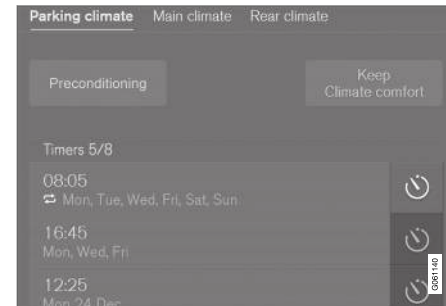 Parking climate Main climate Rear climate
Preconditioning
Keep
Climate comfort
Timers 5/8
08:05
Mon, Tue, Wed, Fri, Sat, Sun
16:45
Mon, Wed, Fri
12:25
Mon 24 Dec
G061140